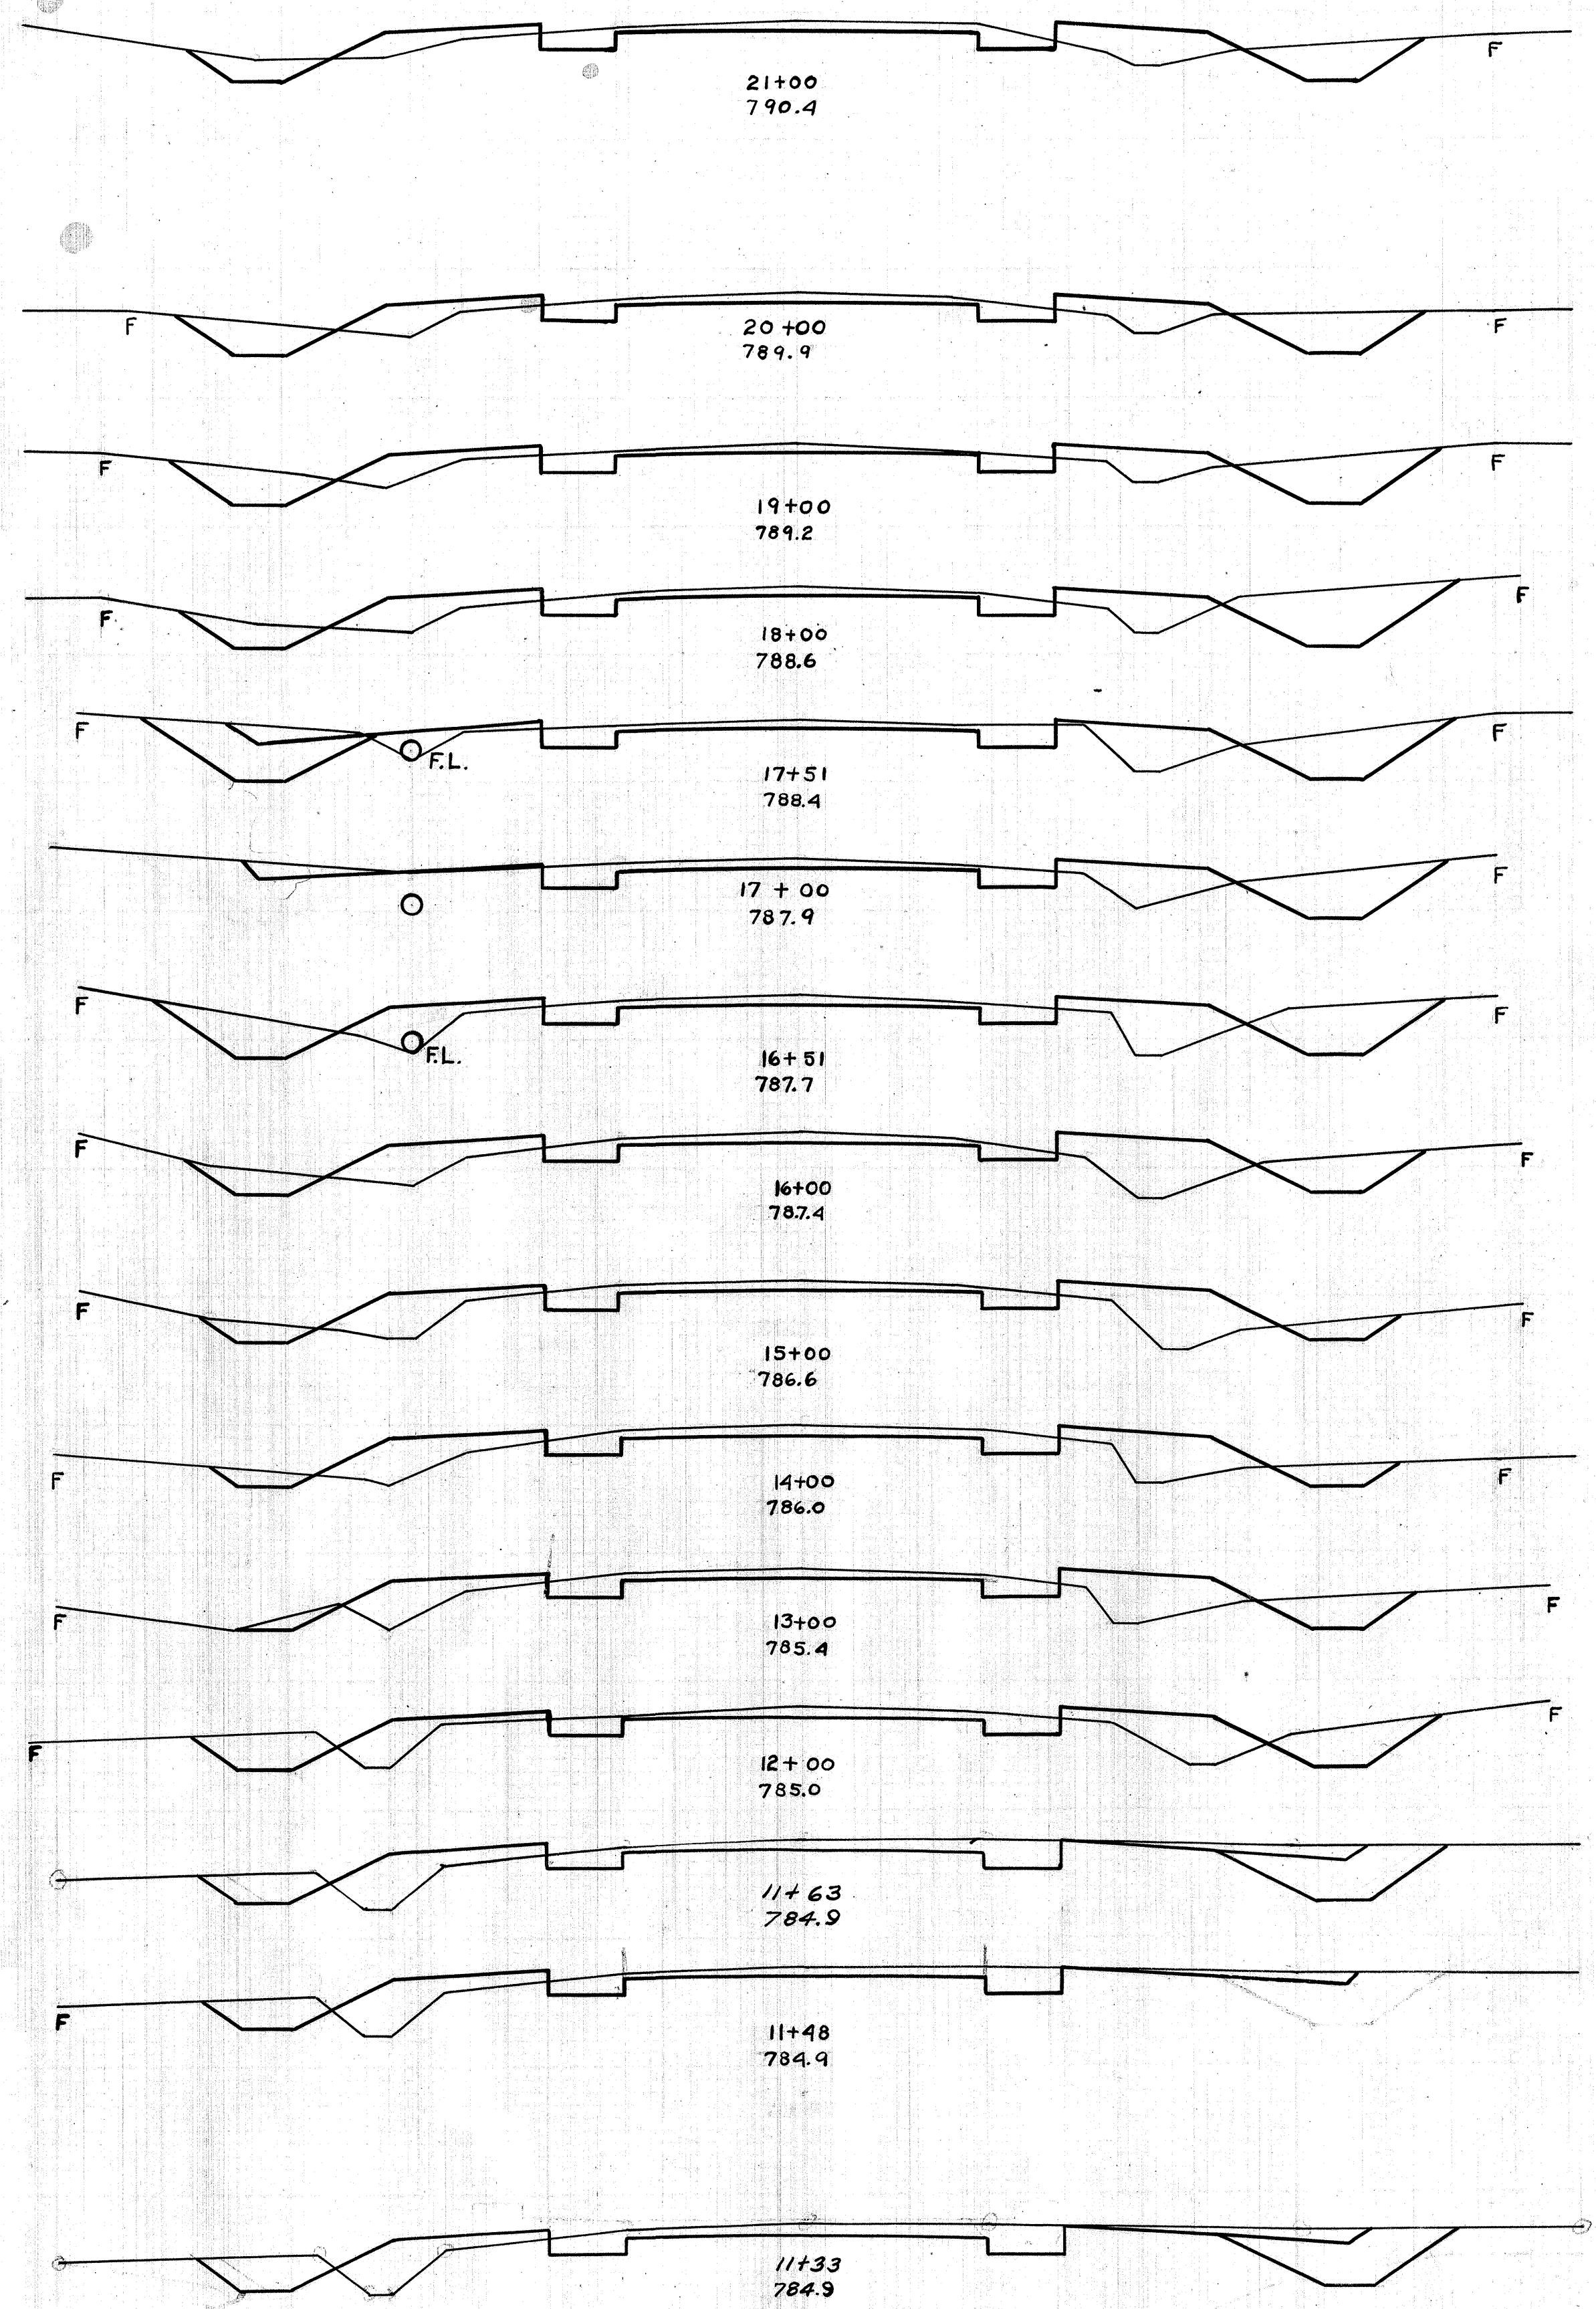 F
21+00
790.4
F
F
20+00
789.9
F
F
19+00
789.2
F
F
18+00
788.6
F
F
F.L.
17+51
788.4
F
17+00
787.9
F
F
F.L.
16+51
787.7
F
F
16+00
787.4
F
F
15+00
786.6
F
F
14+00
786.0
F
F
13+00
785.4
F
F
12+00
785.0
11+63
784.9
F
11+48
784.9
11+33
784.9